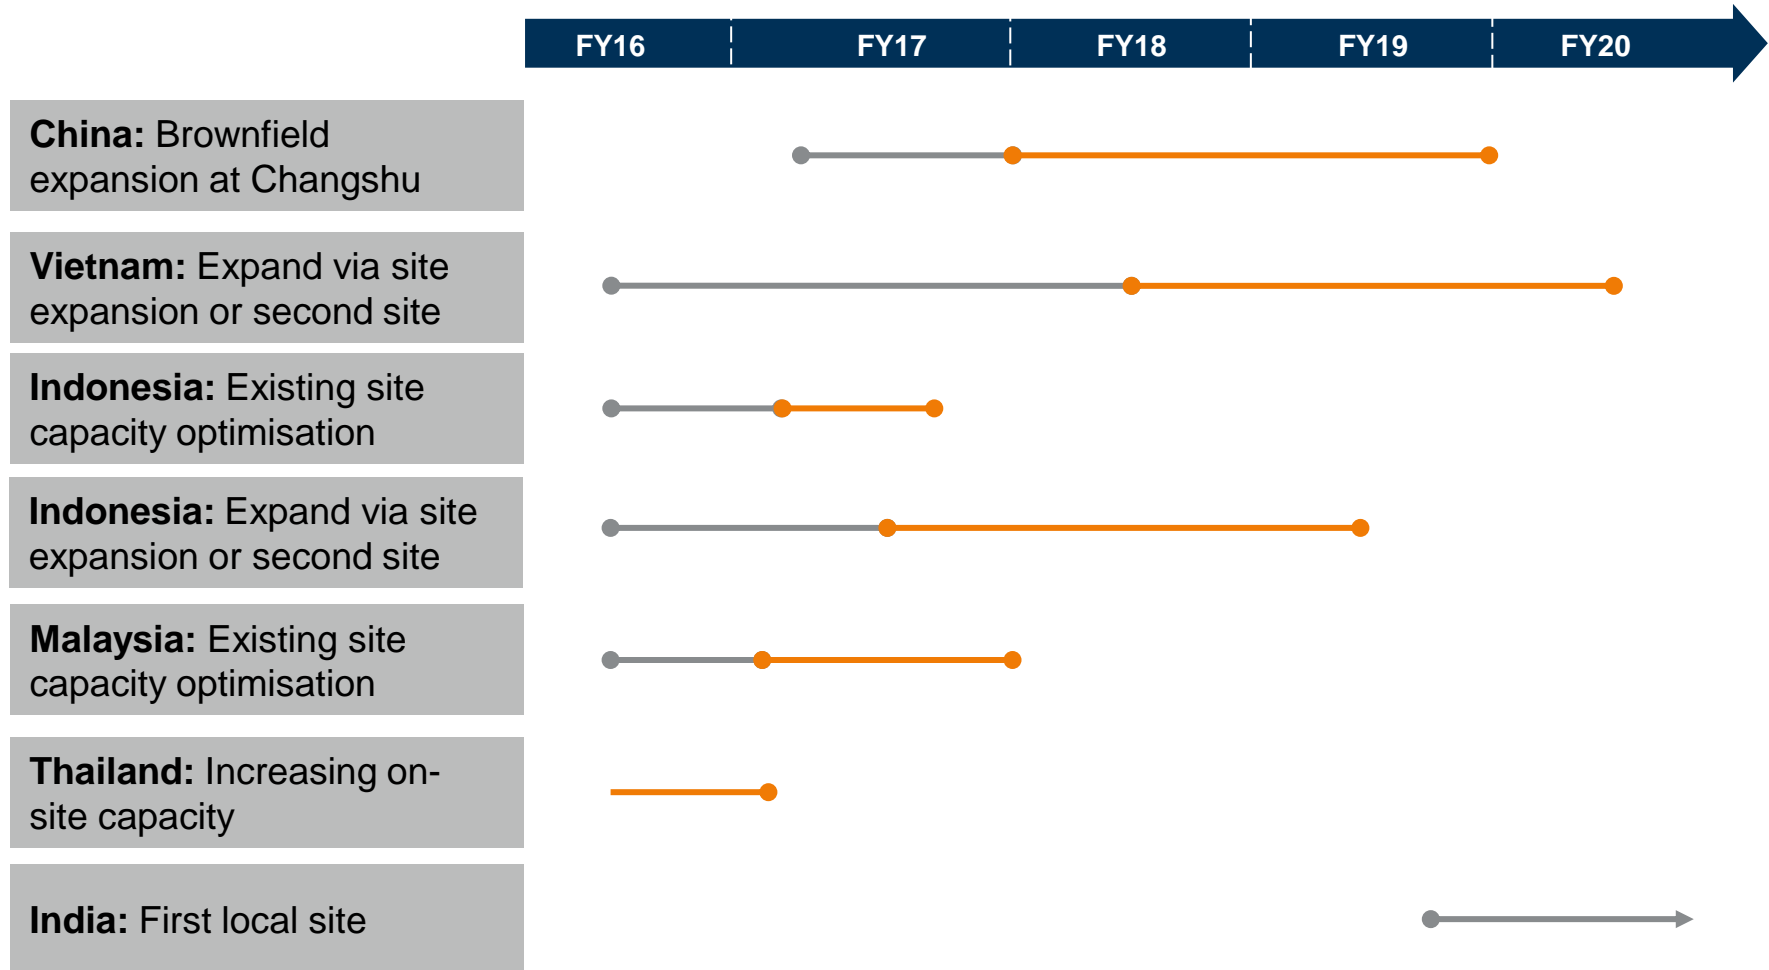 FY16 FY17 FY18 FY19 FY20
China: Brownfield
expansion at Changshu
Vietnam: Expand via site
expansion or second site
Indonesia: Existing site
capacity optimisation
Indonesia: Expand via site
expansion or second site
Malaysia: Existing site
capacity optimisation
Thailand: Increasing on-
site capacity
India: First local site